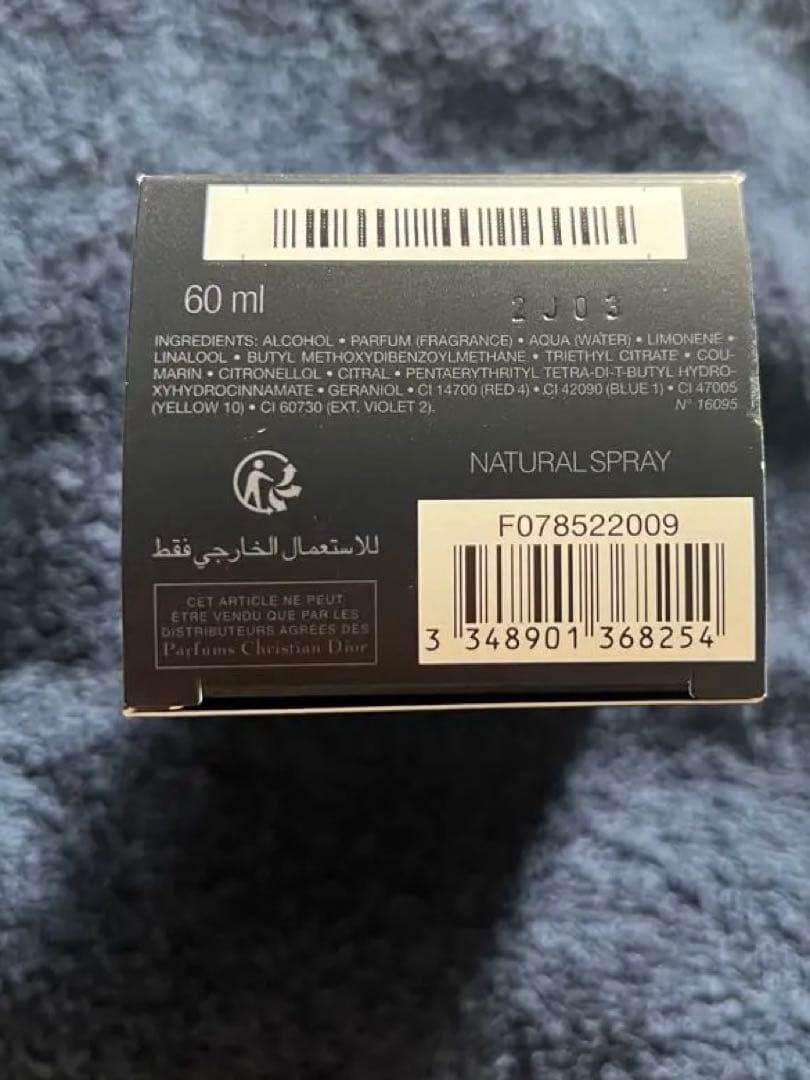 60 ml
2J03
INGREDIENTS: ALCOHOL • PARFUM (FRAGRANCE) • AQUA (WATER) • LIMONENE •
LINALOOL • BUTYL METHOXYDIBENZOYLMETHANE • TRIETHYL CITRATE • COU-
MARIN • CITRONELLOL • CITRAL • PENTAERYTHRITYL TETRA-DI-T-BUTYL HYDRO-
XYHYDROCINNAMATE • GERANIOL • CI 14700 (RED 4) • CI 42090 (BLUE 1) • CI 47005
(YELLOW 10) • CI 60730 (EXT. VIOLET 2).
N° 16095
NATURAL SPRAY
للاستعمال الخارجي فقط
CET ARTICLE NE PEUT
ÊTRE VENDU QUE PAR LES
DISTRIBUTEURS AGRÉÉS DES
Parfums Christian Dior
F078522009
3 348901 368254